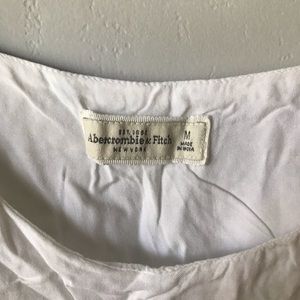 EST. 1892
Abercrombie & Fitch
NEW YORK
M
MADE
IN INDIA